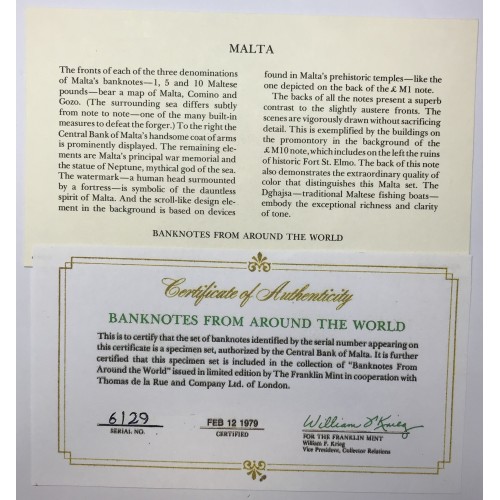 MALTA
The fronts of each of the three denominations
of Malta's banknotes—1, 5 and 10 Maltese
pounds—bear a map of Malta, Comino and
Gozo. (The surrounding sea differs subtly
from note to note—one of the many built-in
measures to defeat the forger.) To the right the
Central Bank of Malta's handsome coat of arms
is prominently displayed. The remaining ele-
ments are Malta's principal war memorial and
the statue of Neptune, mythical god of the sea.
The watermark—a human head surmounted
by a fortress—is symbolic of the dauntless
spirit of Malta. And the scroll-like design ele-
ment in the background is based on devices
found in Malta's prehistoric temples—like the
one depicted on the back of the £M1 note.
The backs of all the notes present a superb
contrast to the slightly austere fronts. The
scenes are vigorously drawn without sacrificing
detail. This is exemplified by the buildings on
the promontory in the background of the
£M10 note, which includes on the left the ruins
of historic Fort St. Elmo. The back of this note
also demonstrates the extraordinary quality of
color that distinguishes this Malta set. The
Dghajsa—traditional Maltese fishing boats—
embody the exceptional richness and clarity
of tone.
BANKNOTES FROM AROUND THE WORLD
Certificate of Authenticity
BANKNOTES FROM AROUND THE WORLD
This is to certify that the set of banknotes identified by the serial number appearing on
this certificate is a specimen set, authorized by the Central Bank of Malta. It is further
certified that this specimen set is included in the collection of "Banknotes From
Around the World" issued in limited edition by The Franklin Mint in cooperation with
Thomas de la Rue and Company Ltd. of London.
6129
SERIAL NO.
FEB 12 1979
CERTIFIED
William F Krieg
FOR THE FRANKLIN MINT
William F. Krieg
Vice President, Collector Relations